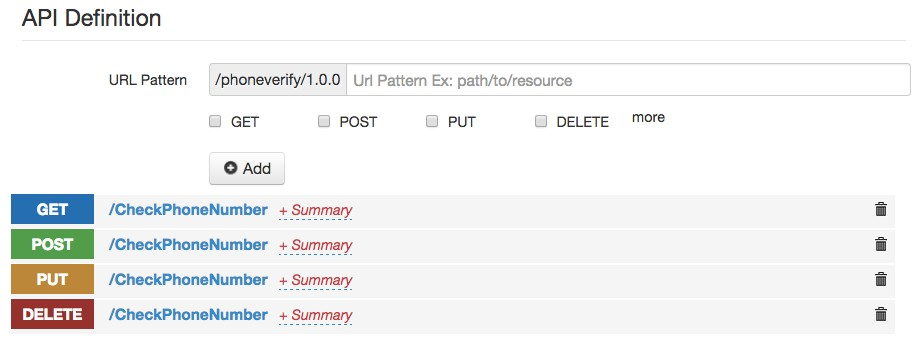 API Definition
URL Pattern /phoneverify/1.0.0 Url Pattern Ex: path/to/resource
GET POST PUT DELETE more
Add
GET /CheckPhoneNumber + Summary
POST /CheckPhoneNumber + Summary
PUT /CheckPhoneNumber + Summary
DELETE /CheckPhoneNumber + Summary